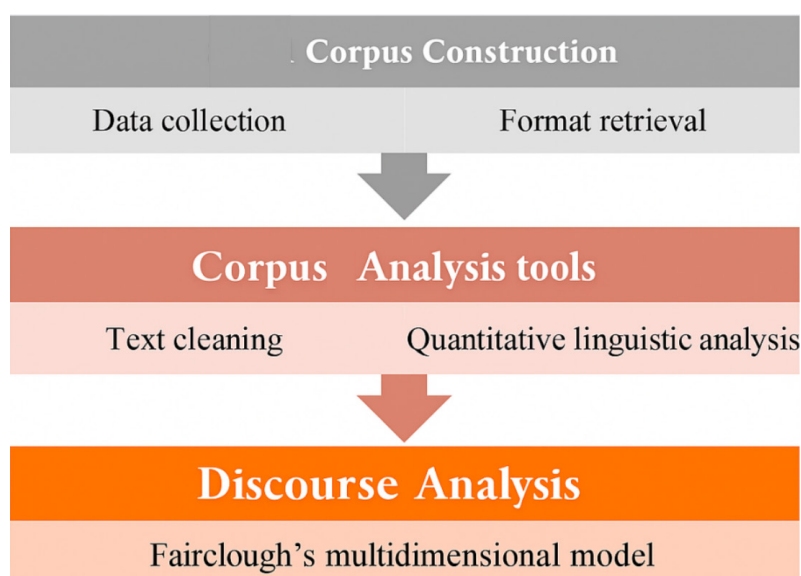 Corpus Construction
Data collection
Format retrieval
Corpus Analysis tools
Text cleaning
Quantitative linguistic analysis
Discourse Analysis
Fairclough's multidimensional model